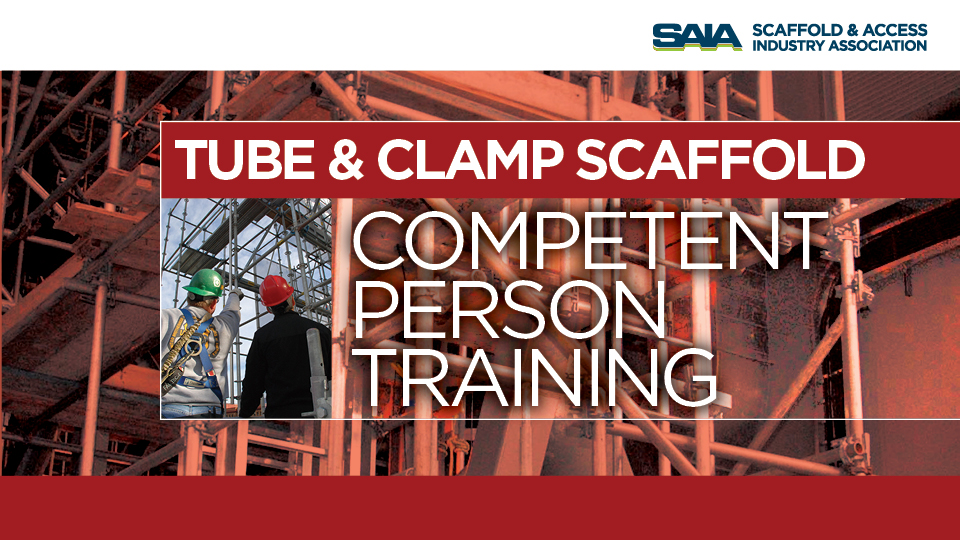 SAIA
SCAFFOLD & ACCESS
INDUSTRY ASSOCIATION
TUBE & CLAMP SCAFFOLD
COMPETENT
PERSON
TRAINING